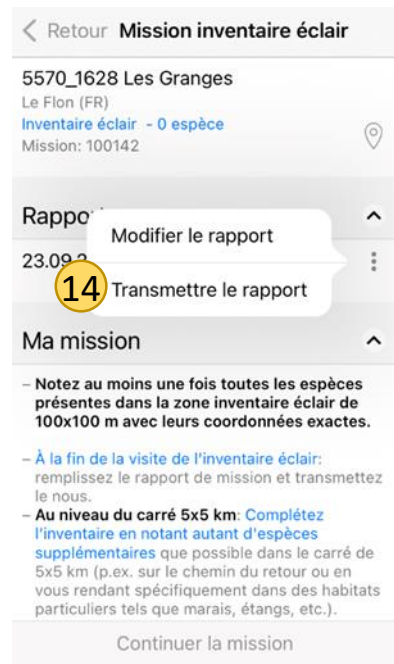 Retour Mission inventaire éclair
5570_1628 Les Granges
Le Flon (FR)
Inventaire éclair - 0 espèce
Mission: 100142
Modifier le rapport
14 Transmettre le rapport
Ma mission
– Notez au moins une fois toutes les espèces
présentes dans la zone inventaire éclair de
100x100 m avec leurs coordonnées exactes.
– À la fin de la visite de l'inventaire éclair:
remplissez le rapport de mission et transmettez
le nous.
– Au niveau du carré 5x5 km: Complétez
l'inventaire en notant autant d'espèces
supplémentaires que possible dans le carré de
5x5 km (p.ex. sur le chemin du retour ou en
vous rendant spécifiquement dans des habitats
particuliers tels que marais, étangs, etc.).
Continuer la mission